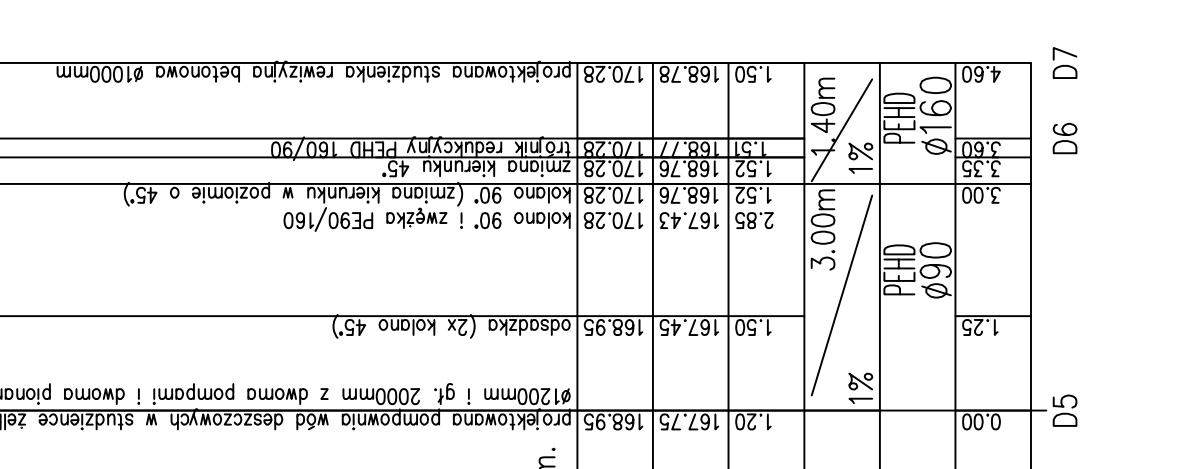 projektowana studzienka rewizyjna betonowa ø1000mm 170.28 168.78 1.50 4.60
trójnik redukcyjny PEHD 160/90 170.28 168.77 1.51 3.60
zmiana kierunku 45° 170.28 168.76 1.52 3.35
kolano 90° (zmiana kierunku w poziomie o 45°) 170.28 168.76 1.52 3.00
kolano 90° i zwężka PE90/160 170.28 167.43 2.85
odsadzka (2x kolano 45°) 168.95 167.45 1.50 1.25
projektowana pompownia wód deszczowych w studzience 168.95 167.75 1.20 0.00
ø1200mm i gł. 2000mm z dwoma pompami i dwoma
1.40m
1%
PEHD
ø160
3.00m
1%
PEHD
ø90
D7
D6
D5
m.